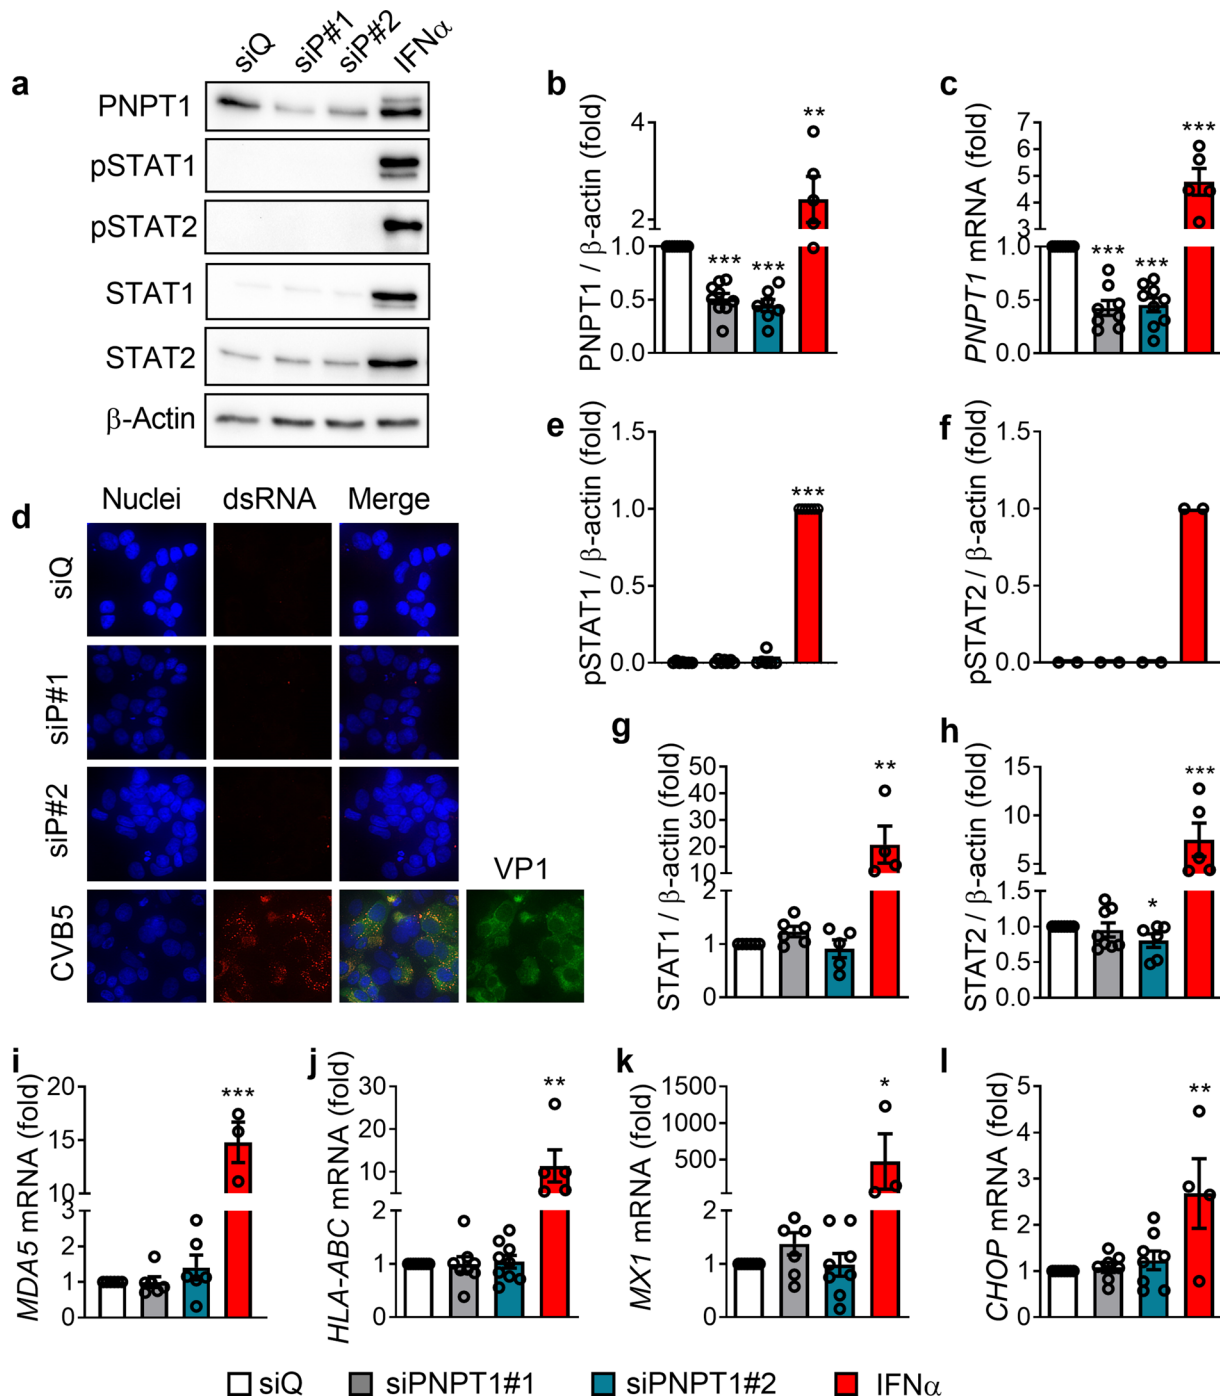 a
siQ
siP#1
siP#2
IFNα
PNPT1
pSTAT1
pSTAT2
STAT1
STAT2
β-Actin
b
PNPT1 / β-actin (fold)
4
2
1.0
0.5
0.0
***
***
**
c
PNPT1 mRNA (fold)
7
6
5
4
3
1.0
0.5
0.0
***
***
***
d
Nuclei
dsRNA
Merge
siQ
siP#1
siP#2
CVB5
VP1
e
pSTAT1 / β-actin (fold)
1.5
1.0
0.5
0.0
***
f
pSTAT2 / β-actin (fold)
1.5
1.0
0.5
0.0
g
STAT1 / β-actin (fold)
50
40
30
20
10
2
1
0
**
h
STAT2 / β-actin (fold)
15
10
5
1.5
1.0
0.5
0.0
*
***
i
MDA5 mRNA (fold)
20
15
10
3
2
1
0
***
j
HLA-ABC mRNA (fold)
30
20
10
2
1
0
**
k
MX1 mRNA (fold)
1500
1000
500
2
1
0
*
l
CHOP mRNA (fold)
5
4
3
2
1
0
**
siQ
siPNPT1#1
siPNPT1#2
IFNα